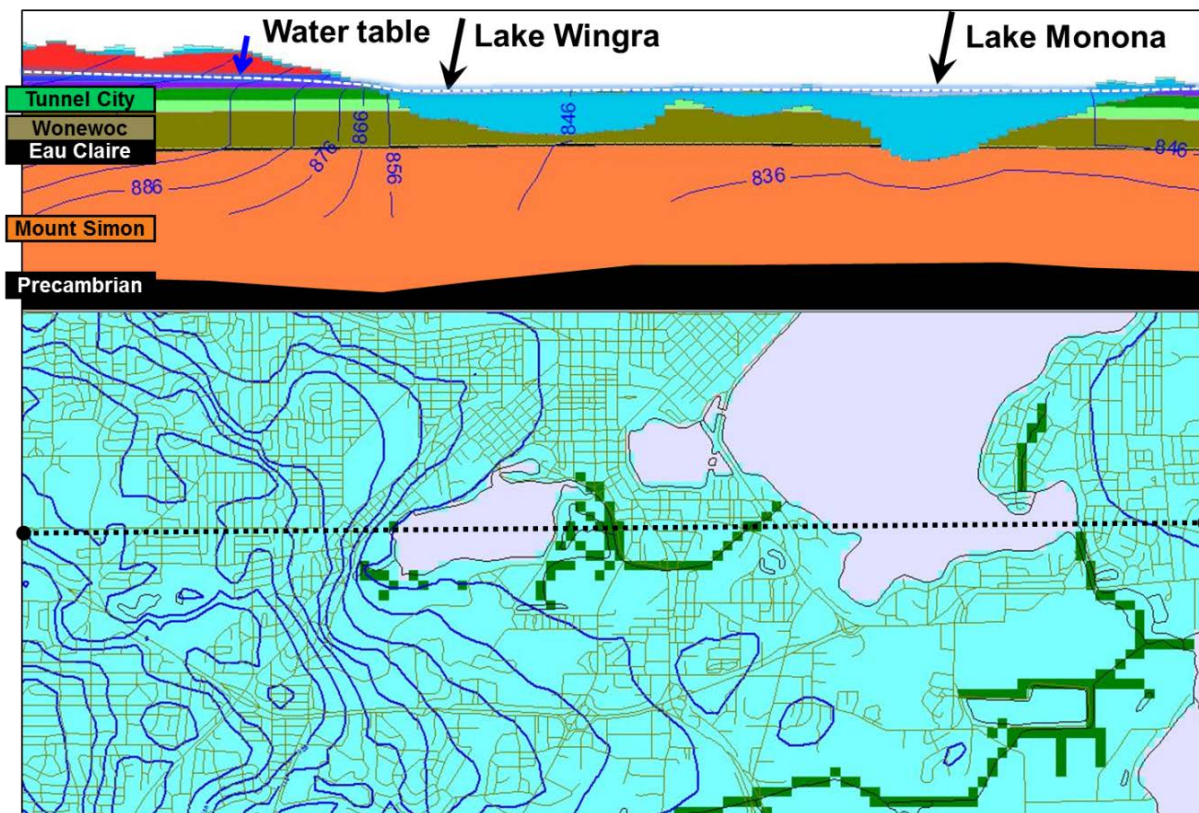 Water table
Lake Wingra
Lake Monona
Tunnel City
Wonewoc
Eau Claire
Mount Simon
Precambrian
886
876
866
856
846
836
846